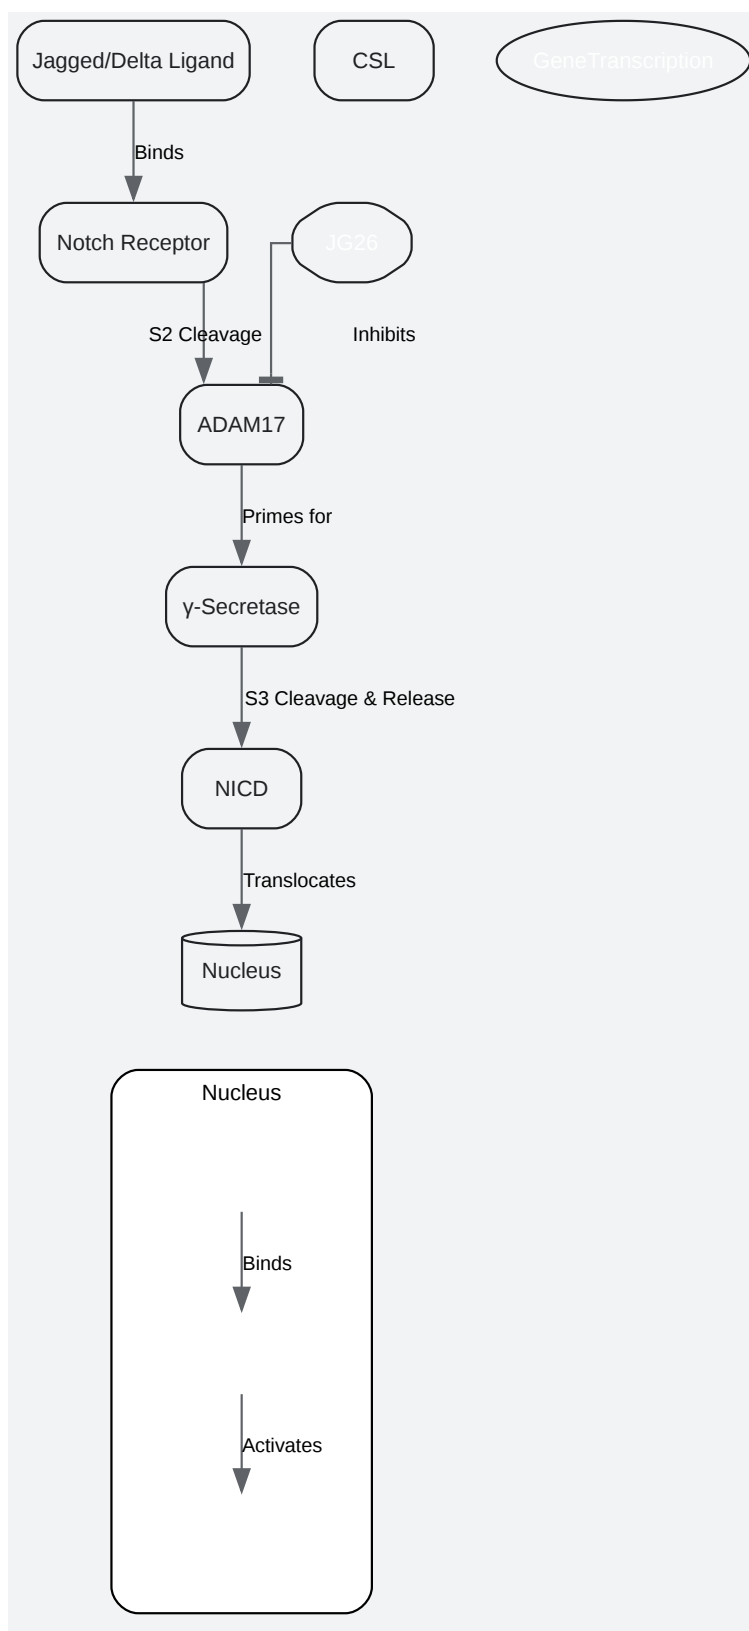 Jagged/Delta Ligand
CSL
GeneTranscription
Binds
Notch Receptor
JG26
S2 Cleavage
Inhibits
ADAM17
Primes for
γ-Secretase
S3 Cleavage & Release
NICD
Translocates
Nucleus
Nucleus
Binds
Activates